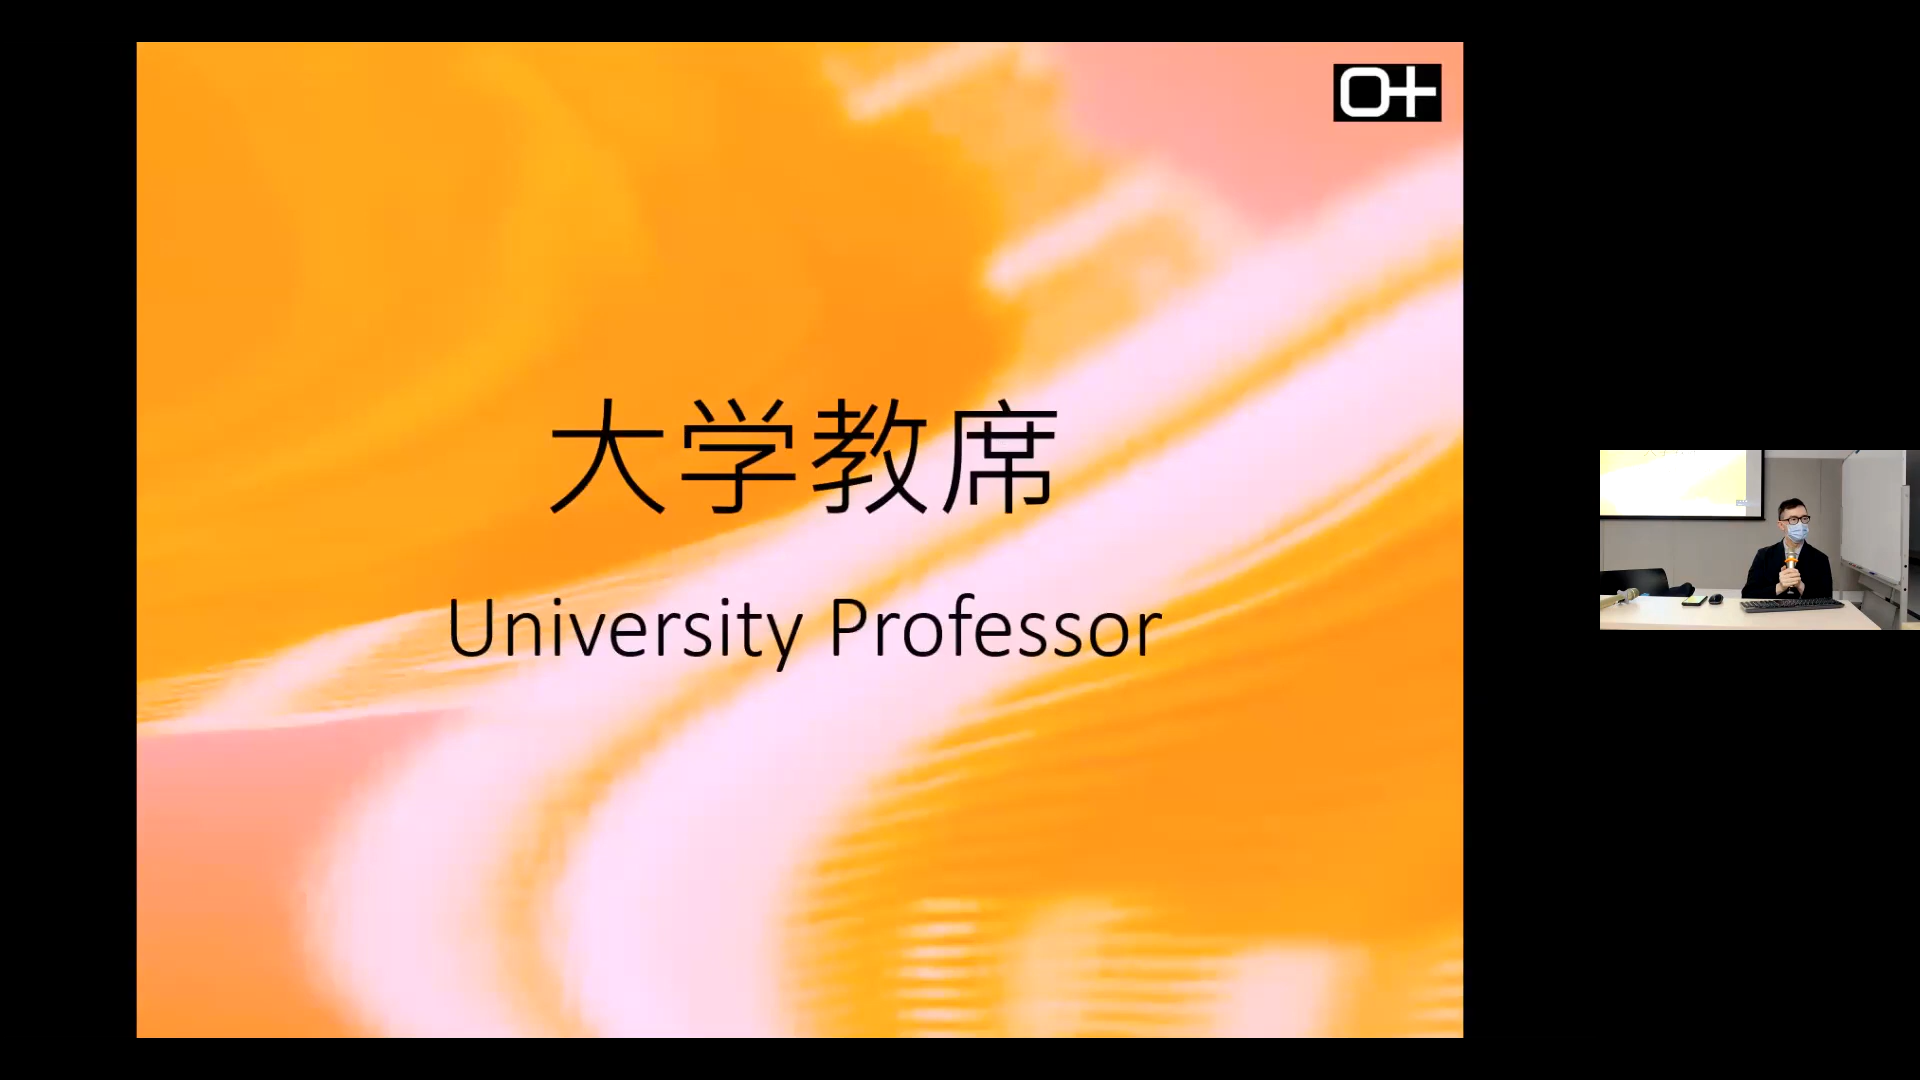 O+
大学教席
University Professor